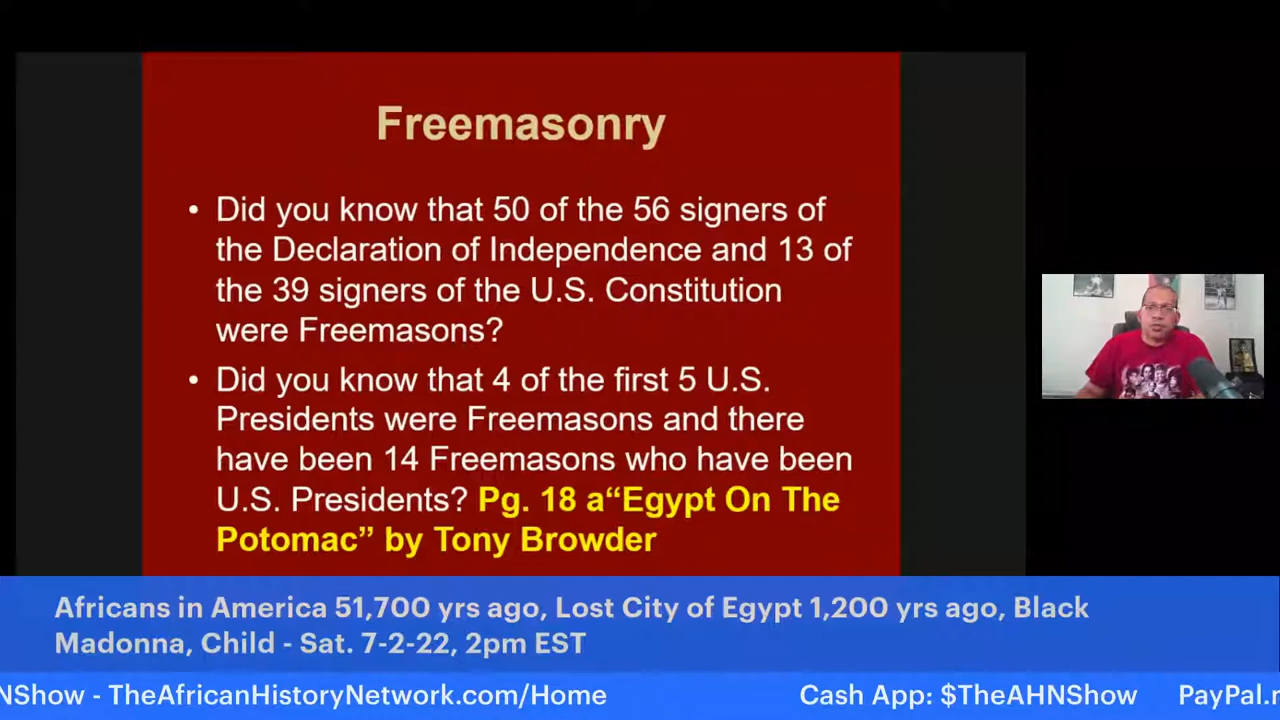 Freemasonry
• Did you know that 50 of the 56 signers of
the Declaration of Independence and 13 of
the 39 signers of the U.S. Constitution
were Freemasons?
• Did you know that 4 of the first 5 U.S.
Presidents were Freemasons and there
have been 14 Freemasons who have been
U.S. Presidents? Pg. 18 a“Egypt On The
Potomac” by Tony Browder
Africans in America 51,700 yrs ago, Lost City of Egypt 1,200 yrs ago, Black
Madonna, Child - Sat. 7-2-22, 2pm EST
NShow - TheAfricanHistoryNetwork.com/Home Cash App: $TheAHNShow PayPal.